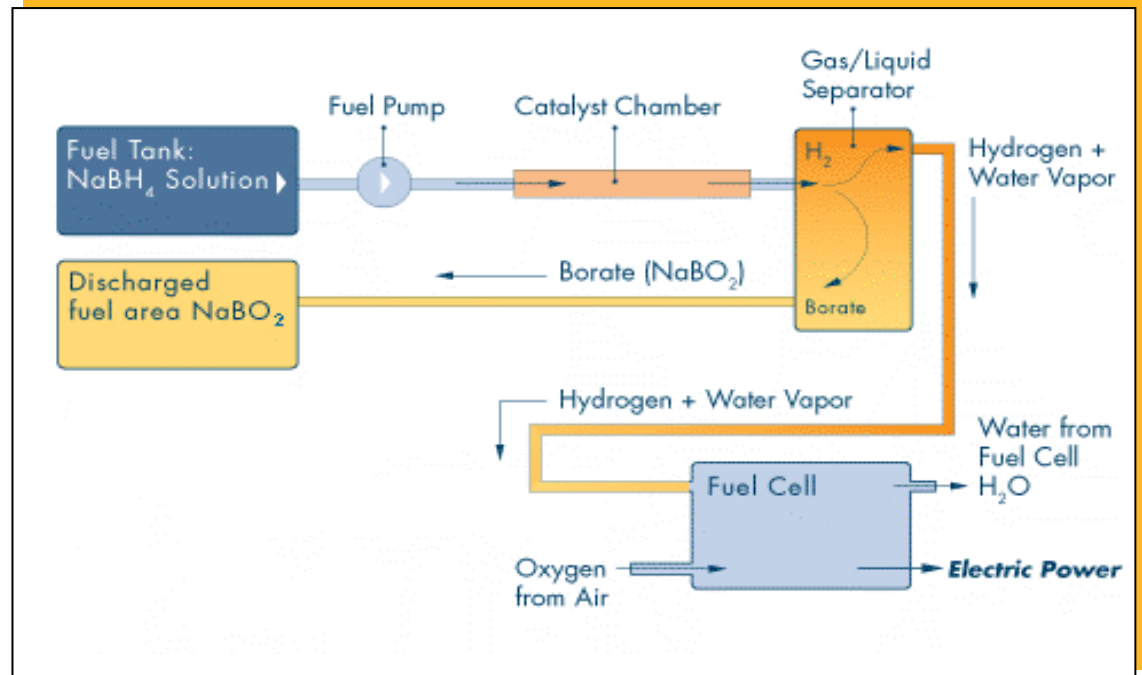 Gas/Liquid
Separator
Fuel Pump
Catalyst Chamber
Fuel Tank:
NaBH₄ Solution
H₂
Hydrogen +
Water Vapor
Borate (NaBO₂)
Discharged
fuel area NaBO₂
Borate
Hydrogen + Water Vapor
Water from
Fuel Cell
H₂O
Fuel Cell
Oxygen
from Air
Electric Power